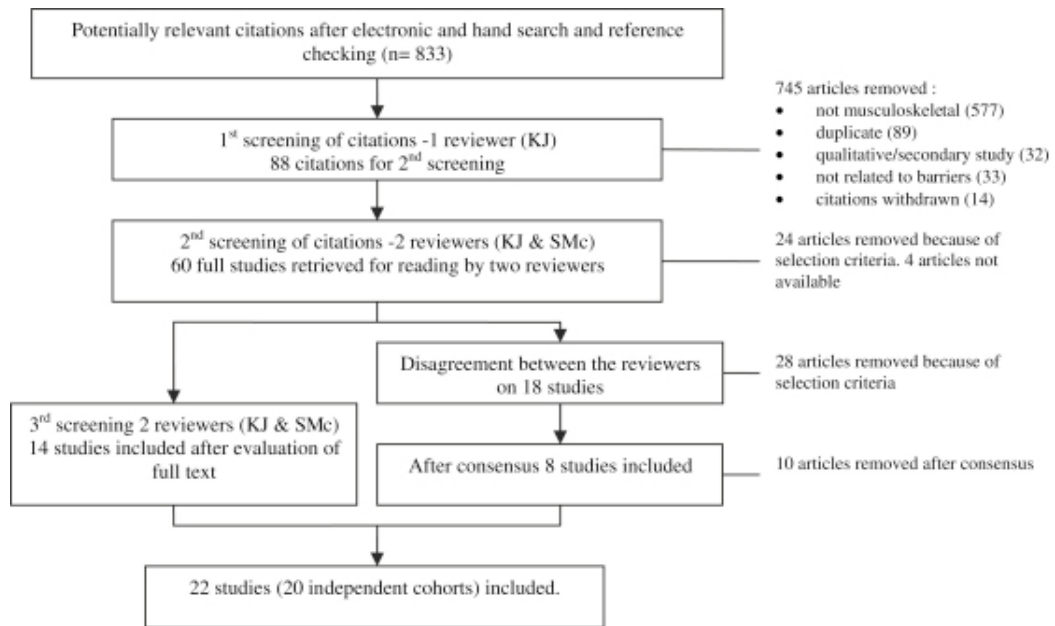 Potentially relevant citations after electronic and hand search and reference
checking (n= 833)
745 articles removed :
• not musculoskeletal (577)
• duplicate (89)
• qualitative/secondary study (32)
• not related to barriers (33)
• citations withdrawn (14)
1st screening of citations -1 reviewer (KJ)
88 citations for 2nd screening
2nd screening of citations -2 reviewers (KJ & SMc)
60 full studies retrieved for reading by two reviewers
24 articles removed because of
selection criteria. 4 articles not
available
Disagreement between the reviewers
on 18 studies
28 articles removed because of
selection criteria
3rd screening 2 reviewers (KJ & SMc)
14 studies included after evaluation of
full text
After consensus 8 studies included
10 articles removed after consensus
22 studies (20 independent cohorts) included.